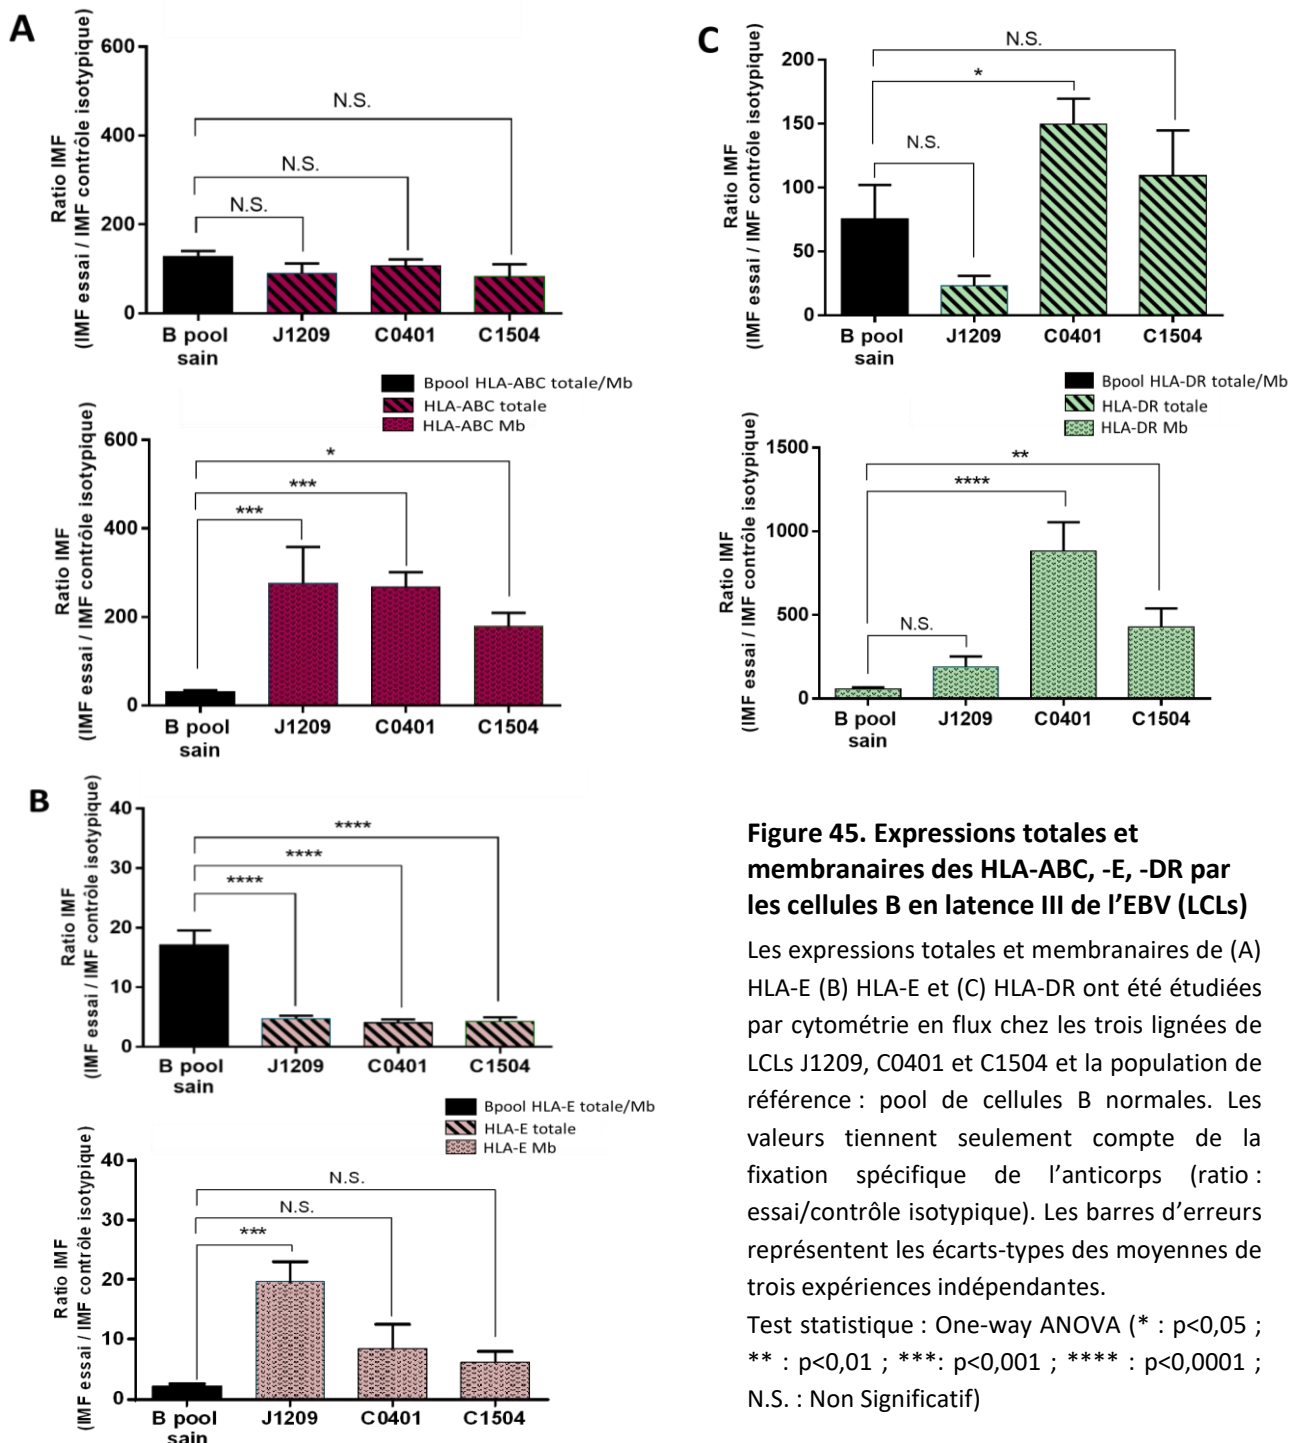 A
Ratio IMF
(IMF essai / IMF contrôle isotypique)
600
400
200
0
N.S.
N.S.
N.S.
B pool
sain
J1209
C0401
C1504
Bpool HLA-ABC totale/Mb
HLA-ABC totale
HLA-ABC Mb
Ratio IMF
(IMF essai / IMF contrôle isotypique)
600
400
200
0
*
***
***
B pool
sain
J1209
C0401
C1504
B
Ratio IMF
(IMF essai / IMF contrôle isotypique)
40
30
20
10
0
****
****
****
B pool
sain
J1209
C0401
C1504
Bpool HLA-E totale/Mb
HLA-E totale
HLA-E Mb
Ratio IMF
(IMF essai / IMF contrôle isotypique)
40
30
20
10
0
N.S.
N.S.
***
B pool
sain
J1209
C0401
C1504
C
Ratio IMF
(IMF essai / IMF contrôle isotypique)
200
150
100
50
0
N.S.
*
N.S.
B pool
sain
J1209
C0401
C1504
Bpool HLA-DR totale/Mb
HLA-DR totale
HLA-DR Mb
Ratio IMF
(IMF essai / IMF contrôle isotypique)
1500
1000
500
0
**
****
N.S.
B pool
sain
J1209
C0401
C1504
Figure 45. Expressions totales et
membranaires des HLA-ABC, -E, -DR par
les cellules B en latence III de l'EBV (LCLs)
Les expressions totales et membranaires de (A)
HLA-E (B) HLA-E et (C) HLA-DR ont été étudiées
par cytométrie en flux chez les trois lignées de
LCLs J1209, C0401 et C1504 et la population de
référence : pool de cellules B normales. Les
valeurs tiennent seulement compte de la
fixation spécifique de l'anticorps (ratio :
essai/contrôle isotypique). Les barres d'erreurs
représentent les écarts-types des moyennes de
trois expériences indépendantes.
Test statistique : One-way ANOVA (* : p<0,05 ;
** : p<0,01 ; ***: p<0,001 ; **** : p<0,0001 ;
N.S. : Non Significatif)